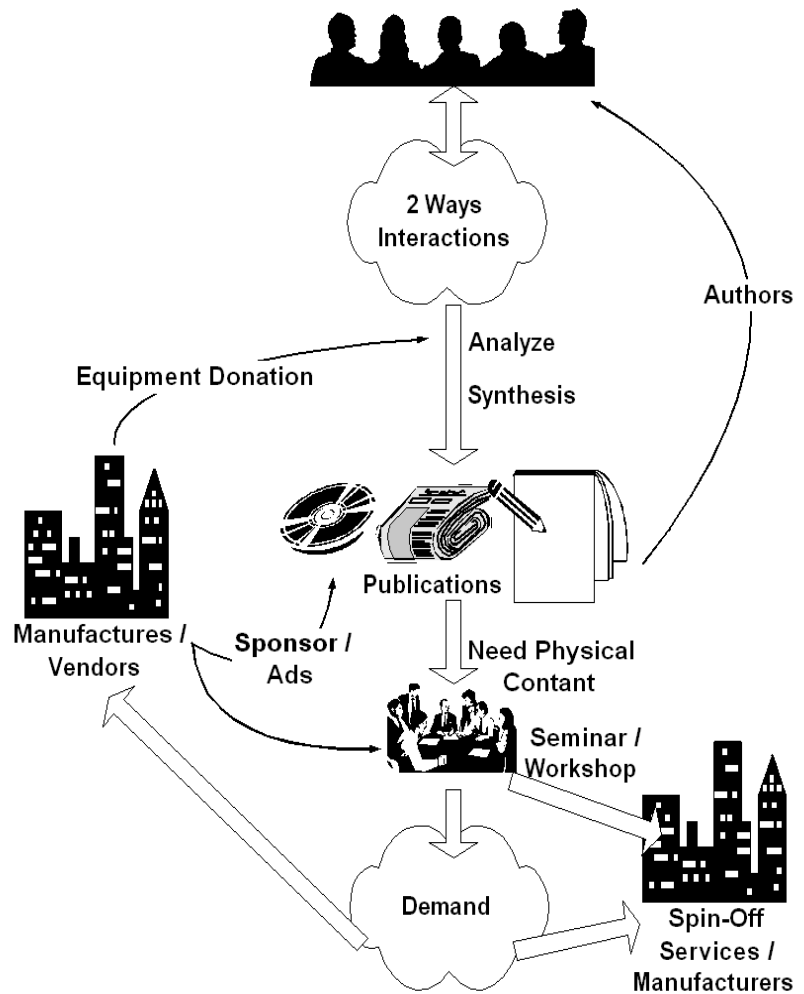 2 Ways
Interactions
Authors
Analyze
Equipment Donation
Synthesis
Publications
Manufactures /
Vendors
Sponsor /
Ads
Need Physical
Contant
Seminar /
Workshop
Demand
Spin-Off
Services /
Manufacturers